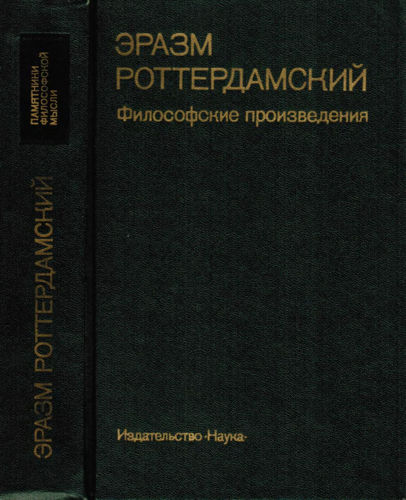 ПАМЯТНИКИ
ФИЛОСОФСКОЙ
МЫСЛИ
ЭРАЗМ РОТТЕРДАМСКИЙ
ЭРАЗМ
РОТТЕРДАМСКИЙ
Философские произведения
Издательство «Наука»